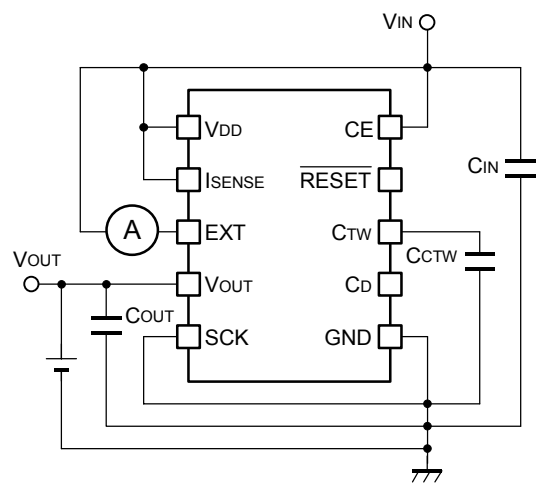 VIN
VDD
CE
CIN
ISENSE
RESET
A
EXT
CTW
CCTW
VOUT
VOUT
CD
COUT
SCK
GND